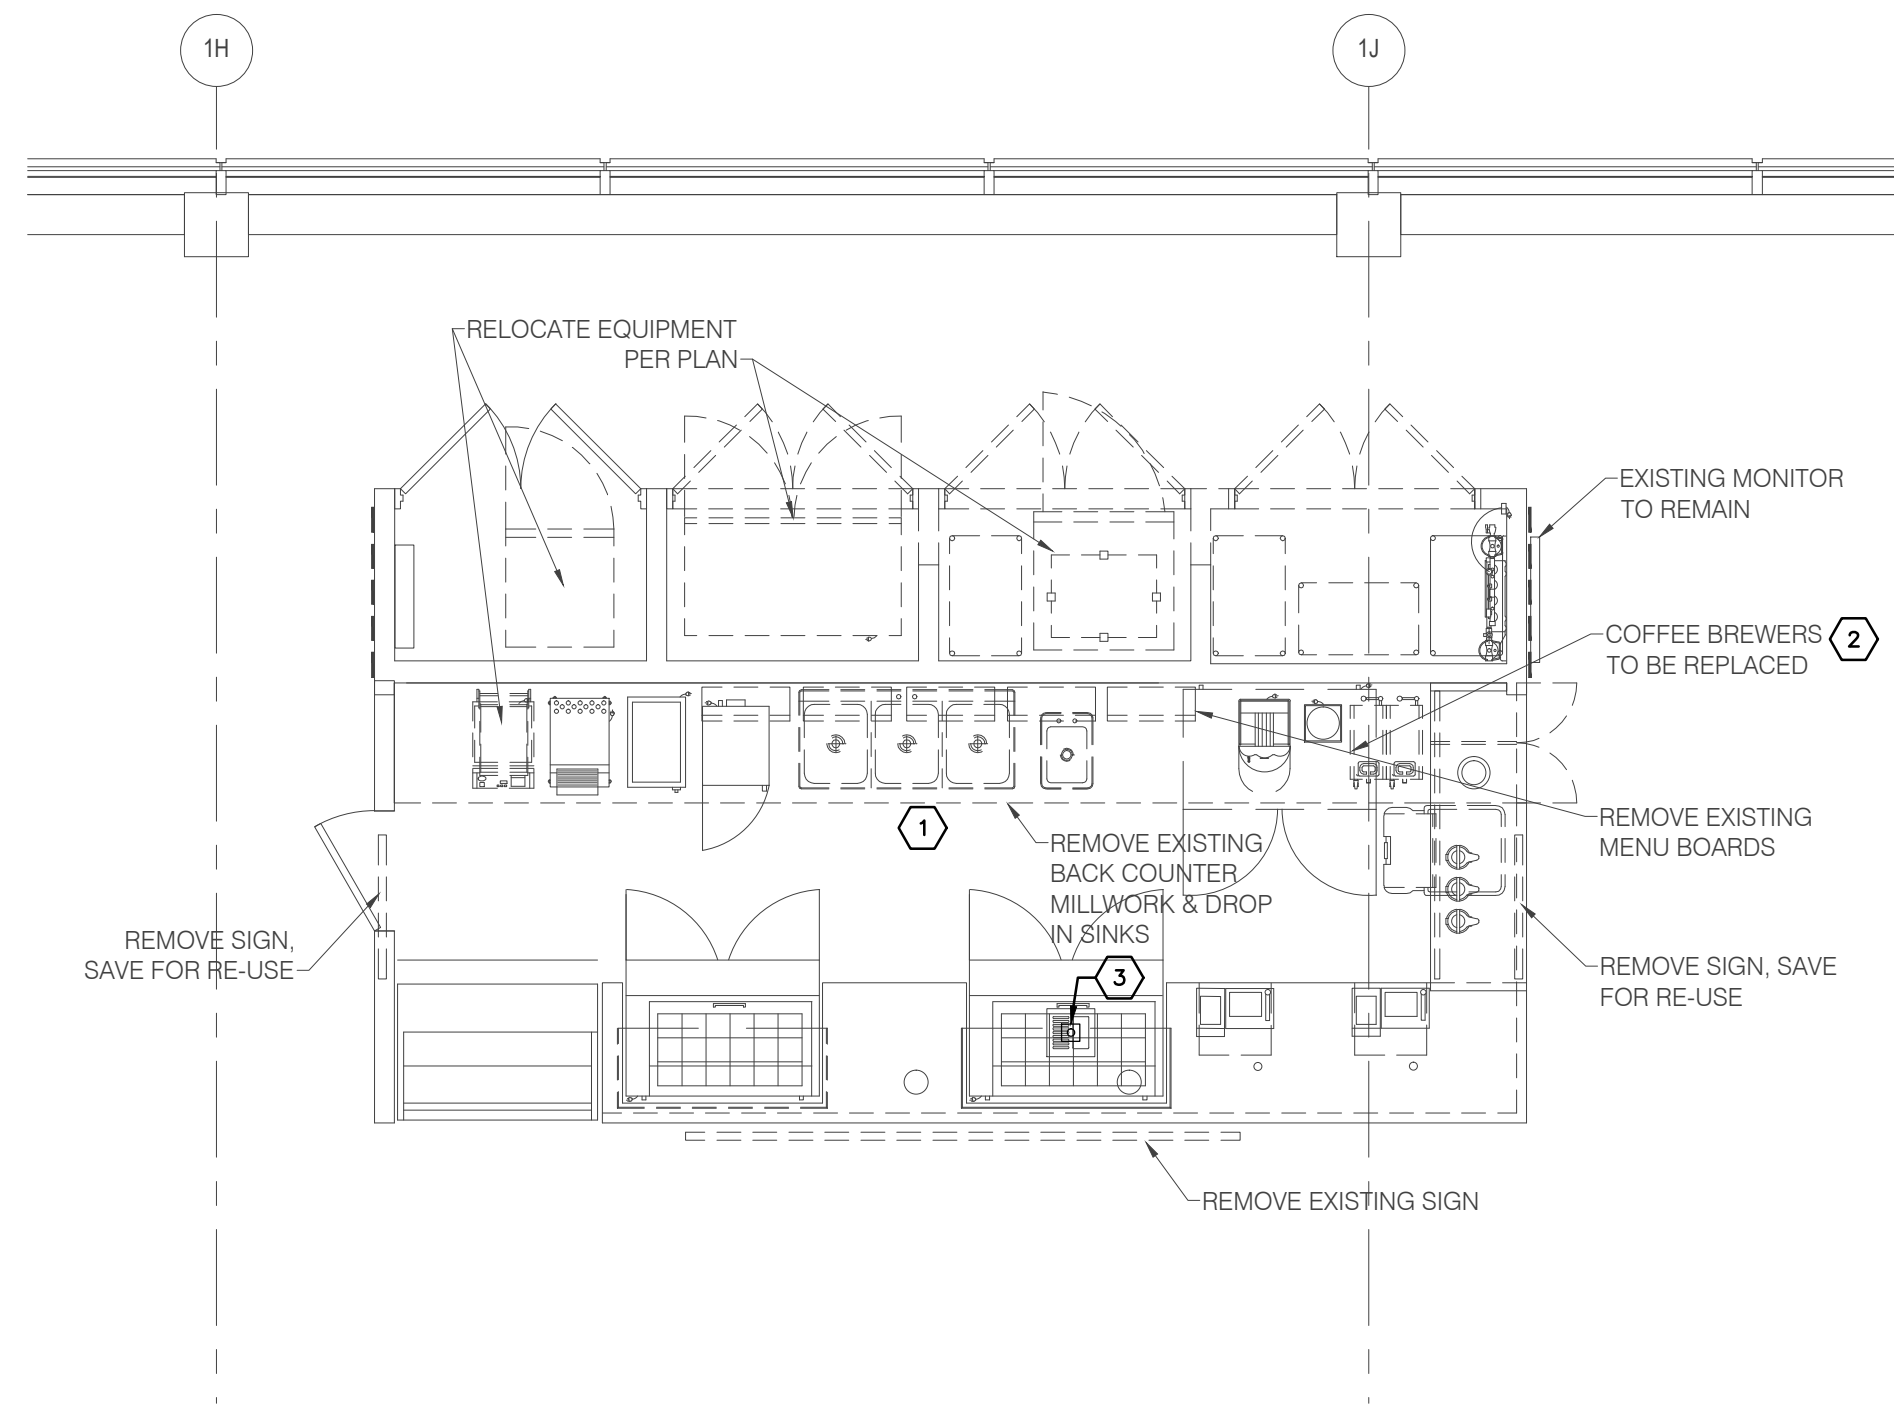 1H
1J
RELOCATE EQUIPMENT
PER PLAN
EXISTING MONITOR
TO REMAIN
COFFEE BREWERS 2
TO BE REPLACED
REMOVE EXISTING
MENU BOARDS
1
REMOVE EXISTING
BACK COUNTER
MILLWORK & DROP
IN SINKS
REMOVE SIGN,
SAVE FOR RE-USE
3
REMOVE SIGN, SAVE
FOR RE-USE
REMOVE EXISTING SIGN